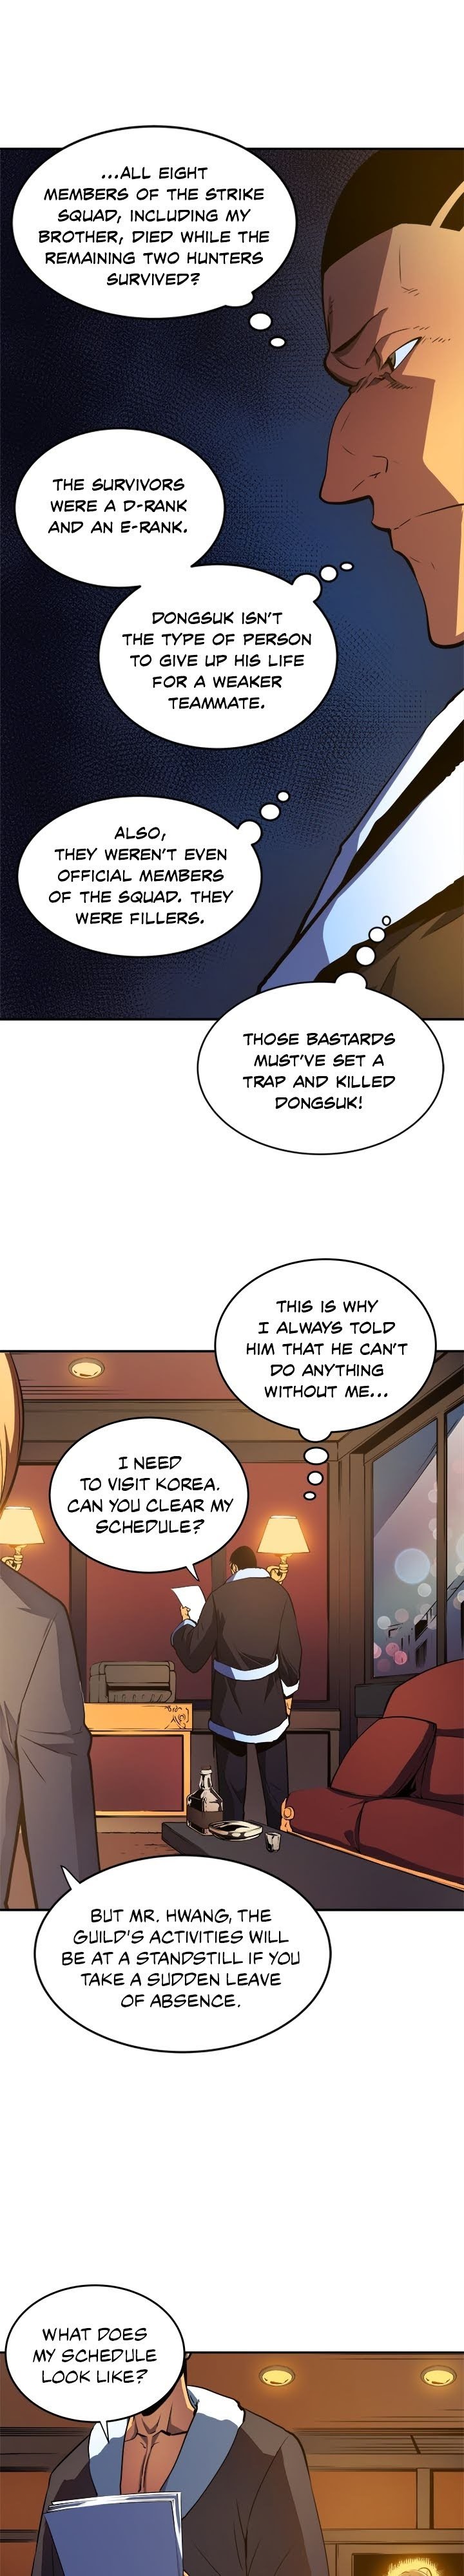 ...ALL EIGHT
MEMBERS OF THE STRIKE
SQUAD, INCLUDING MY
BROTHER, DIED WHILE THE
REMAINING TWO HUNTERS
SURVIVED?
THE SURVIVORS
WERE A D-RANK
AND AN E-RANK.
DONGSUK ISN'T
THE TYPE OF PERSON
TO GIVE UP HIS LIFE
FOR A WEAKER
TEAMMATE.
ALSO,
THEY WEREN'T EVEN
OFFICIAL MEMBERS
OF THE SQUAD. THEY
WERE FILLERS.
THOSE BASTARDS
MUST'VE SET A
TRAP AND KILLED
DONGSUK!
THIS IS WHY
I ALWAYS TOLD
HIM THAT HE CAN'T
DO ANYTHING
WITHOUT ME...
I NEED
TO VISIT KOREA.
CAN YOU CLEAR MY
SCHEDULE?
BUT MR. HWANG, THE
GUILD'S ACTIVITIES WILL
BE AT A STANDSTILL IF YOU
TAKE A SUDDEN LEAVE
OF ABSENCE.
WHAT DOES
MY SCHEDULE
LOOK LIKE?